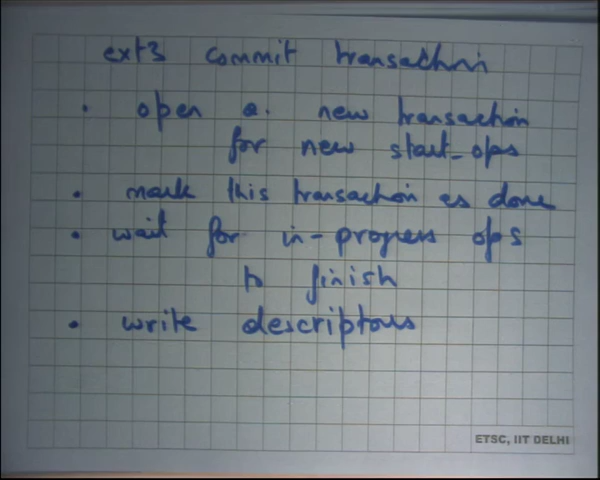 ext3 commit transaction
• open a. new transaction
for new start_ops
• mark this transaction as done
• wait for in-progress ops
to finish
• write descriptors
ETSC, IIT DELHI